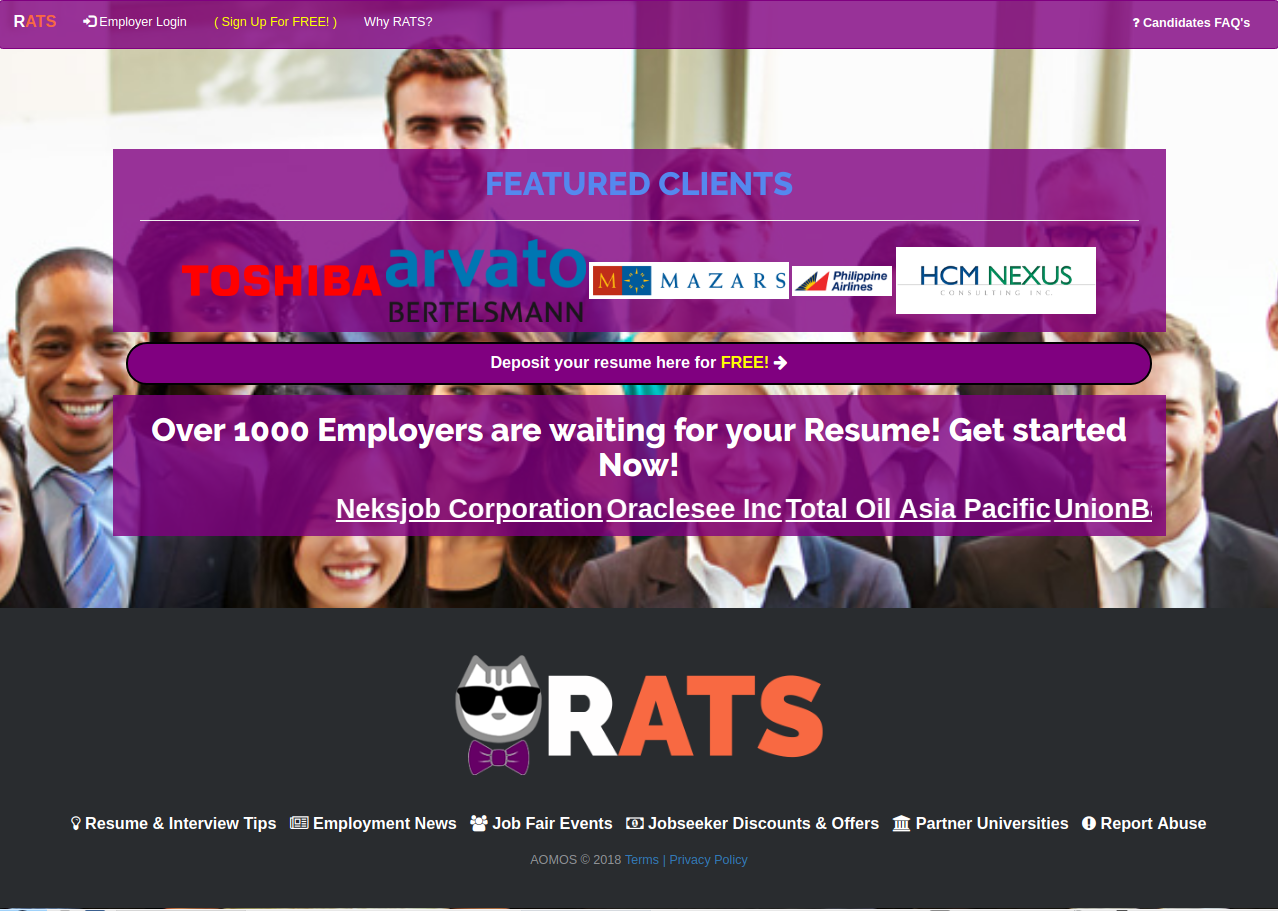 RATS Employer Login ( Sign Up For FREE! ) Why RATS? ? Candidates FAQ's
FEATURED CLIENTS
TOSHIBA
arvato
BERTELSMANN
M MAZARS
Philippine
Airlines
HCM NEXUS
CONSULTING INC.
Deposit your resume here for FREE!
Over 1000 Employers are waiting for your Resume! Get started
Now!
Neksjob Corporation Oraclesee Inc Total Oil Asia Pacific
RATS
Resume & Interview Tips Employment News Job Fair Events Jobseeker Discounts & Offers Partner Universities Report Abuse
AOMOS © 2018 Terms | Privacy Policy